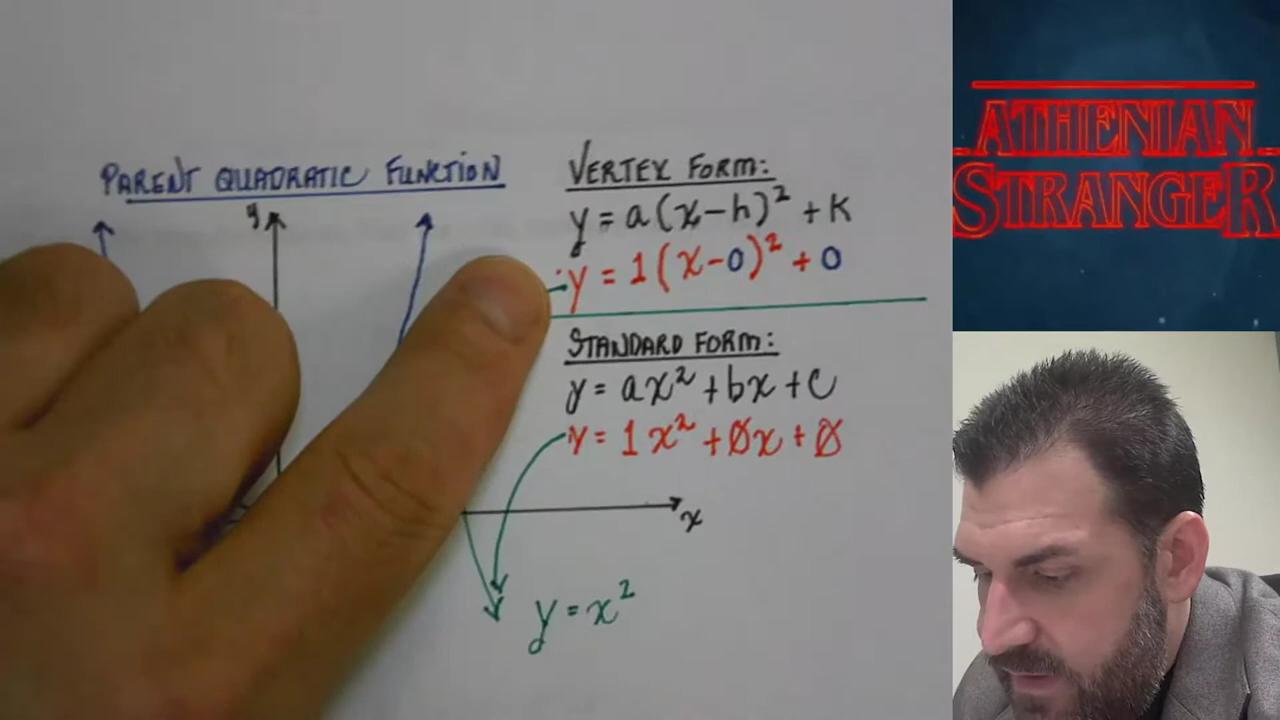 PARENT QUADRATIC FUNCTION
y
x
y = x²
VERTEX FORM:
y = a(x-h)² + k
y = 1(x-0)² + 0
STANDARD FORM:
y = ax² + bx + c
y = 1x² + 0x + 0
ATHENIAN
STRANGER